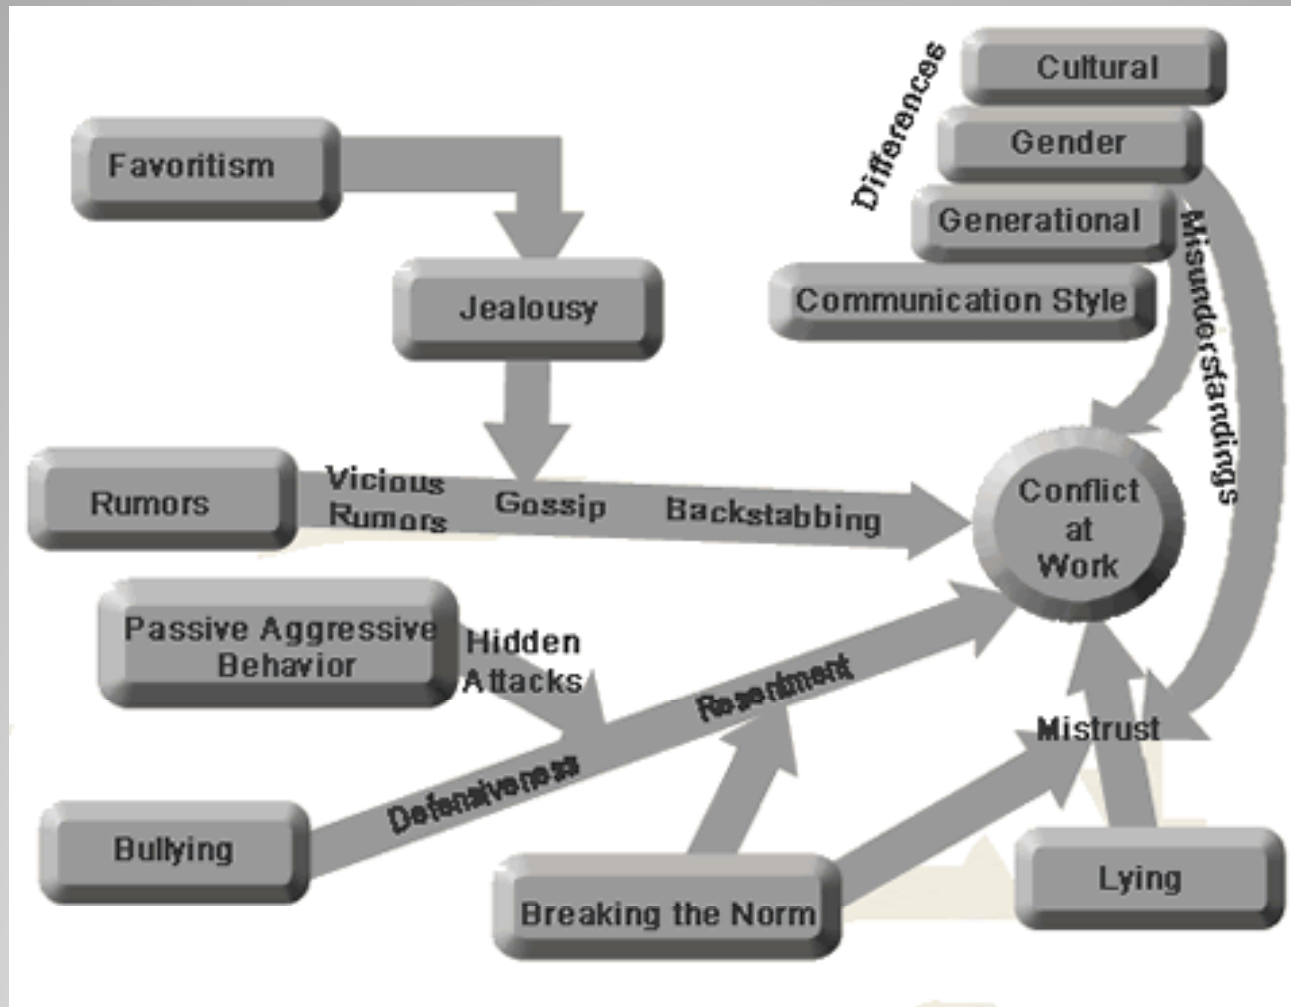 Differences
Cultural
Gender
Generational
Communication Style
Misunderstandings
Favoritism
Jealousy
Rumors
Vicious
Rumors
Gossip
Backstabbing
Conflict
at
Work
Passive Aggressive
Behavior
Hidden
Attacks
Resentment
Defensiveness
Mistrust
Bullying
Breaking the Norm
Lying